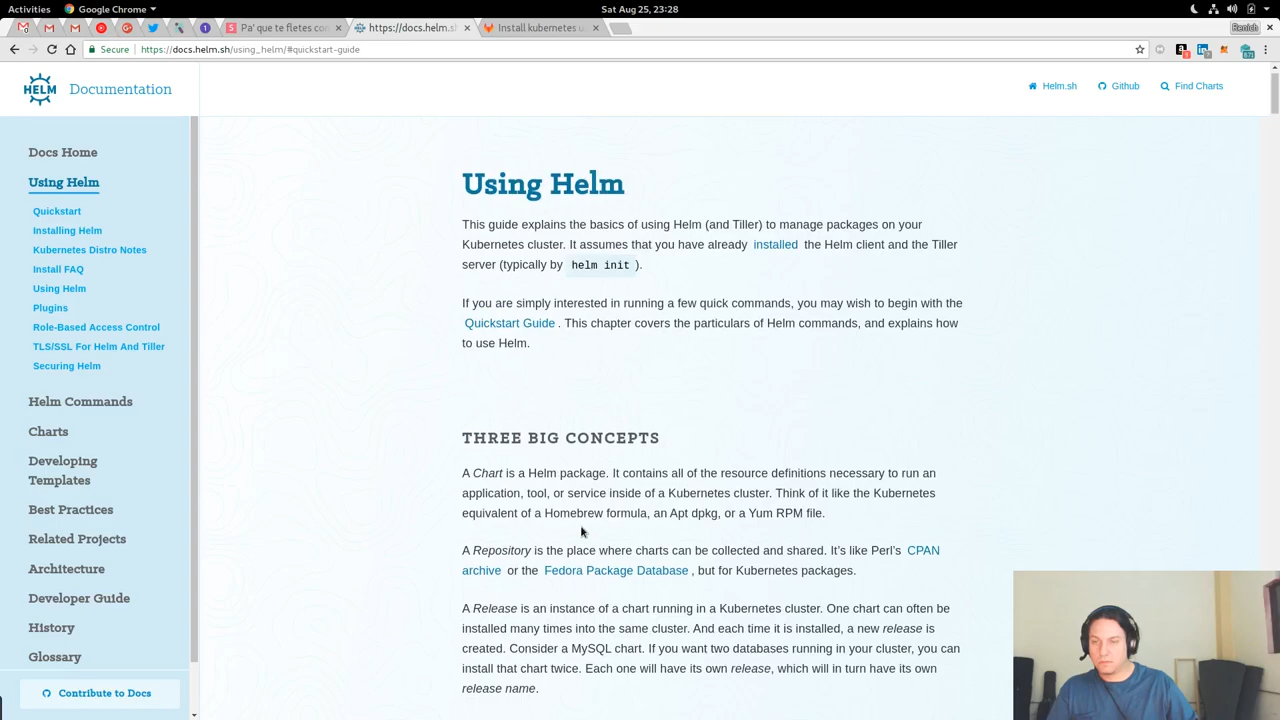 Activities
Google Chrome
Sat Aug 25, 23:28
Pa' que te fletes co
https://docs.helm.s
Install kubernetes u
Renich
Secure
https://docs.helm.sh/using_helm/#quickstart-guide
HELM
Documentation
Helm.sh
Github
Find Charts
Docs Home
Using Helm
Quickstart
Installing Helm
Kubernetes Distro Notes
Install FAQ
Using Helm
Plugins
Role-Based Access Control
TLS/SSL For Helm And Tiller
Securing Helm
Helm Commands
Charts
Developing
Templates
Best Practices
Related Projects
Architecture
Developer Guide
History
Glossary
Contribute to Docs
Using Helm
This guide explains the basics of using Helm (and Tiller) to manage packages on your
Kubernetes cluster. It assumes that you have already installed the Helm client and the Tiller
server (typically by helm init ).
If you are simply interested in running a few quick commands, you may wish to begin with the
Quickstart Guide . This chapter covers the particulars of Helm commands, and explains how
to use Helm.
THREE BIG CONCEPTS
A Chart is a Helm package. It contains all of the resource definitions necessary to run an
application, tool, or service inside of a Kubernetes cluster. Think of it like the Kubernetes
equivalent of a Homebrew formula, an Apt dpkg, or a Yum RPM file.
A Repository is the place where charts can be collected and shared. It's like Perl's CPAN
archive or the Fedora Package Database , but for Kubernetes packages.
A Release is an instance of a chart running in a Kubernetes cluster. One chart can often be
installed many times into the same cluster. And each time it is installed, a new release is
created. Consider a MySQL chart. If you want two databases running in your cluster, you can
install that chart twice. Each one will have its own release, which will in turn have its own
release name.